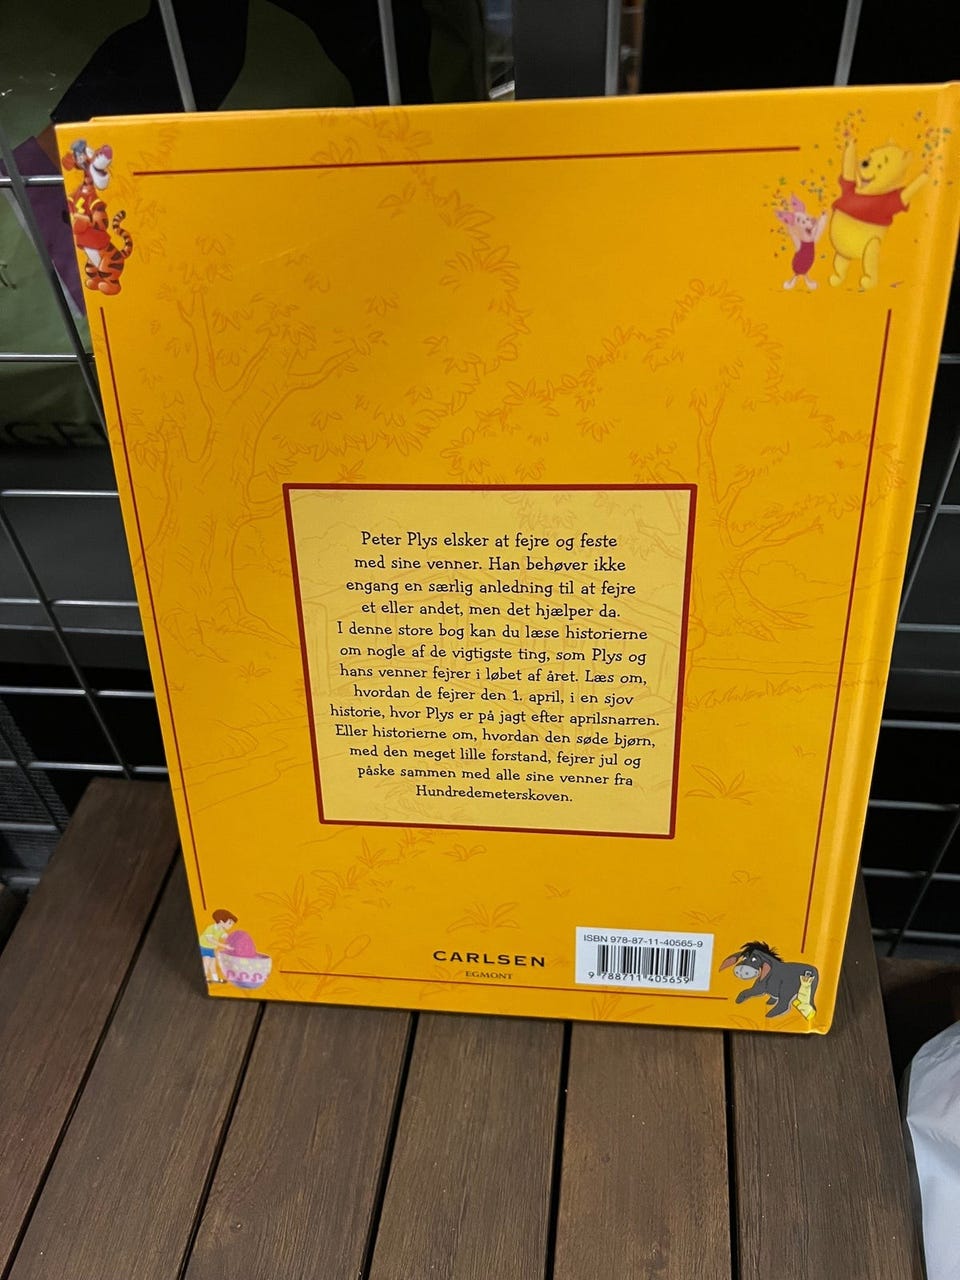 Peter Plys elsker at fejre og feste
med sine venner. Han behøver ikke
engang en særlig anledning til at fejre
et eller andet, men det hjælper da.
I denne store bog kan du læse historierne
om nogle af de vigtigste ting, som Plys og
hans venner fejrer i løbet af året. Læs om,
hvordan de fejrer den 1. april, i en sjov
historie, hvor Plys er på jagt efter aprilsnarren.
Eller historierne om, hvordan den søde bjørn,
med den meget lille forstand, fejrer jul og
påske sammen med alle sine venner fra
Hundredemeterskoven.
CARLSEN
EGMONT
ISBN 978-87-11-40565-9
9 788711 405659